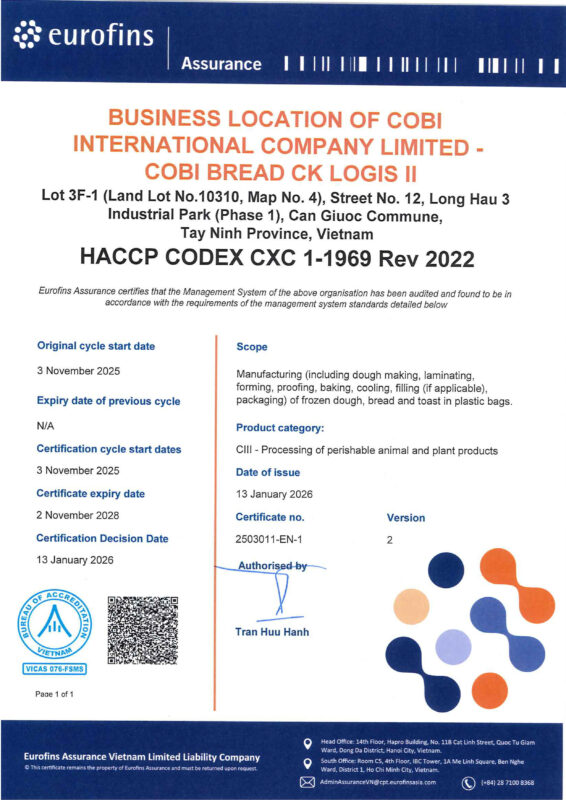 eurofins
Assurance
BUSINESS LOCATION OF COBI
INTERNATIONAL COMPANY LIMITED -
COBI BREAD CK LOGIS II
Lot 3F-1 (Land Lot No.10310, Map No. 4), Street No. 12, Long Hau 3
Industrial Park (Phase 1), Can Giuoc Commune,
Tay Ninh Province, Vietnam
HACCP CODEX CXC 1-1969 Rev 2022
Eurofins Assurance certifies that the Management System of the above organisation has been audited and found to be in
accordance with the requirements of the management system standards detailed below
Original cycle start date
3 November 2025
Expiry date of previous cycle
N/A
Certification cycle start dates
3 November 2025
Certificate expiry date
2 November 2028
Certification Decision Date
13 January 2026
Scope
Manufacturing (including dough making, laminating,
forming, proofing, baking, cooling, filling (if applicable),
packaging) of frozen dough, bread and toast in plastic bags.
Product category:
CIII - Processing of perishable animal and plant products
Date of issue
13 January 2026
Certificate no.
2503011-EN-1
Version
2
Authorised by
Tran Huu Hanh
BUREAU OF ACCREDITATION
VIETNAM
VICAS 076-FSMS
Page 1 of 1
Eurofins Assurance Vietnam Limited Liability Company
© This certificate remains the property of Eurofins Assurance and must be returned upon request.
Head Office: 14th Floor, Hapro Building, No. 11B Cat Linh Street, Quoc Tu Giam
Ward, Dong Da District, Hanoi City, Vietnam.
South Office: Room C5, 4th Floor, IBC Tower, 1A Me Linh Square, Ben Nghe
Ward, District 1, Ho Chi Minh City, Vietnam.
AdminAssuranceVN@cpt.eurofinsasia.com
(+84) 28 7100 8368